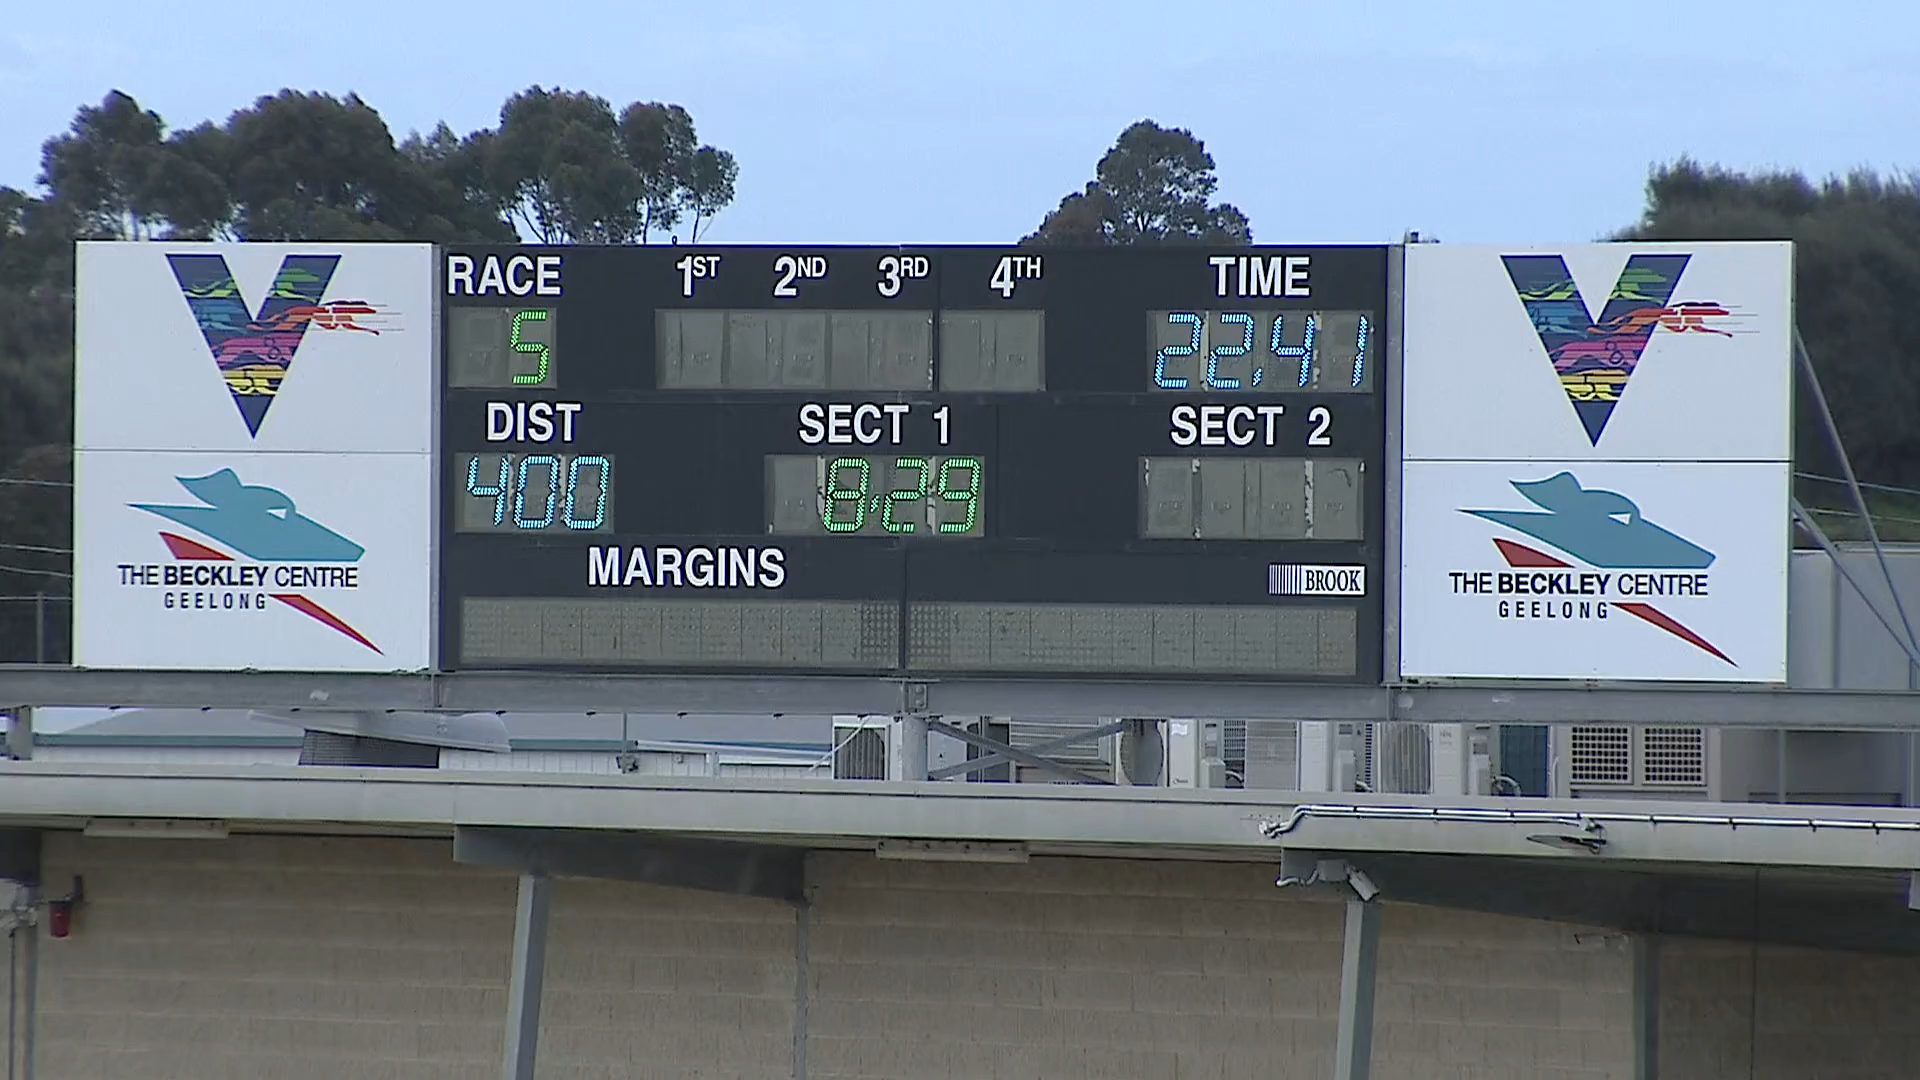 RACE 1ST 2ND 3RD 4TH TIME
5 22.41
DIST SECT 1 SECT 2
400 8.29
MARGINS
BROOK
THE BECKLEY CENTRE
GEELONG
THE BECKLEY CENTRE
GEELONG